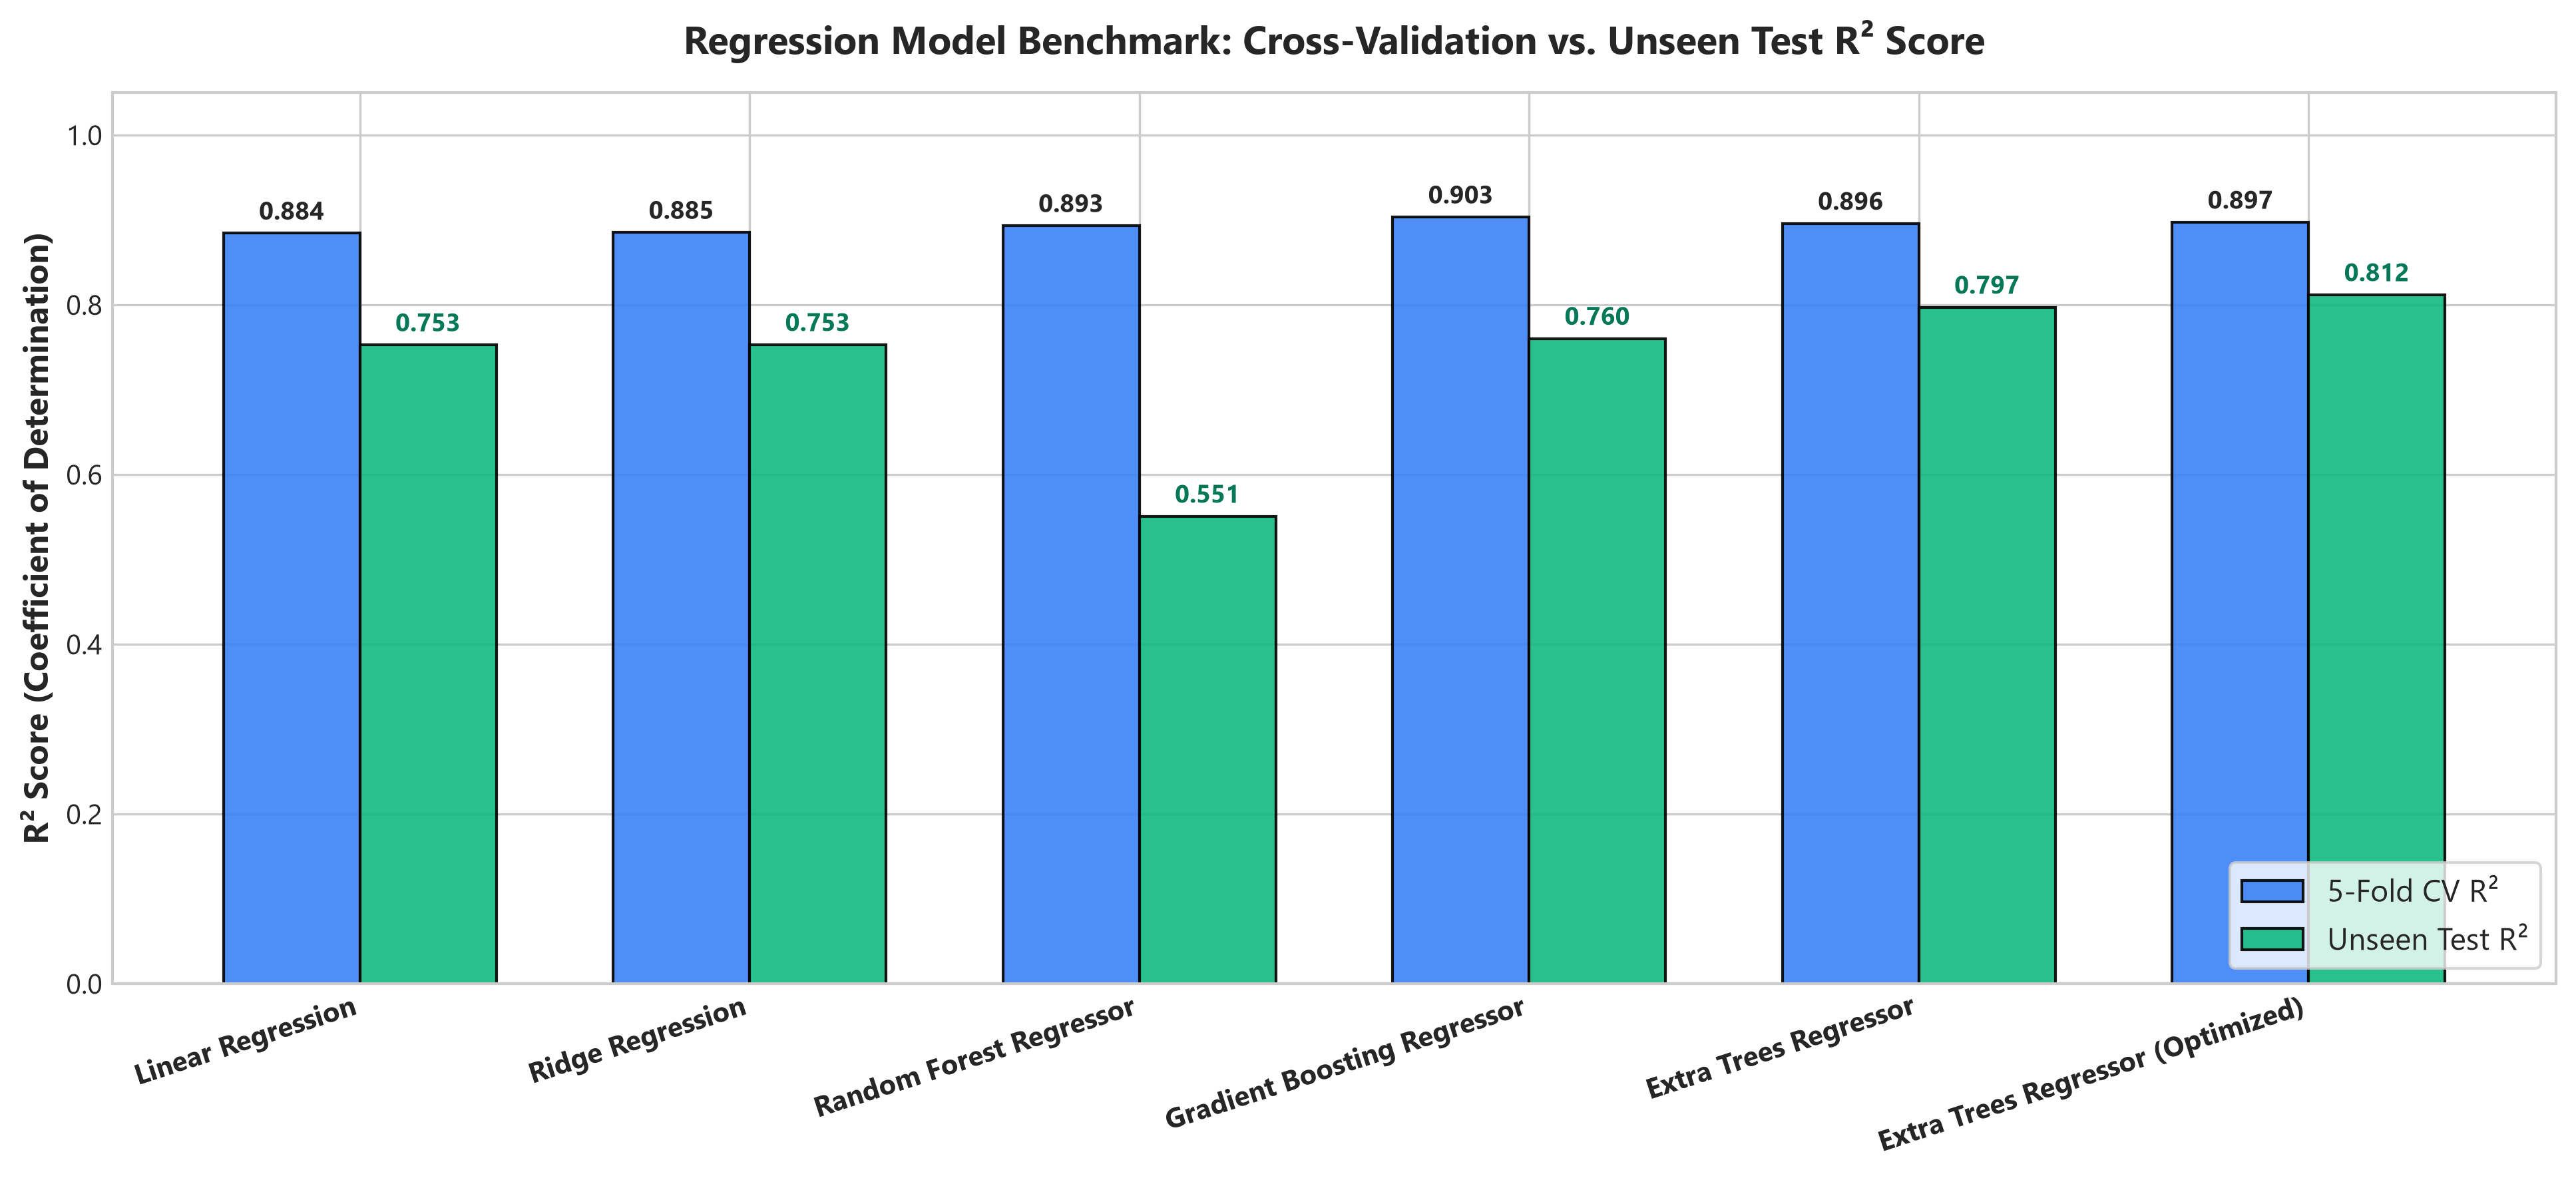 Regression Model Benchmark: Cross-Validation vs. Unseen Test R² Score
R² Score (Coefficient of Determination)
1.0
0.8
0.6
0.4
0.2
0.0
0.884
0.753
0.885
0.753
0.893
0.551
0.903
0.760
0.896
0.797
0.897
0.812
5-Fold CV R²
Unseen Test R²
Linear Regression
Ridge Regression
Random Forest Regressor
Gradient Boosting Regressor
Extra Trees Regressor
Extra Trees Regressor (Optimized)